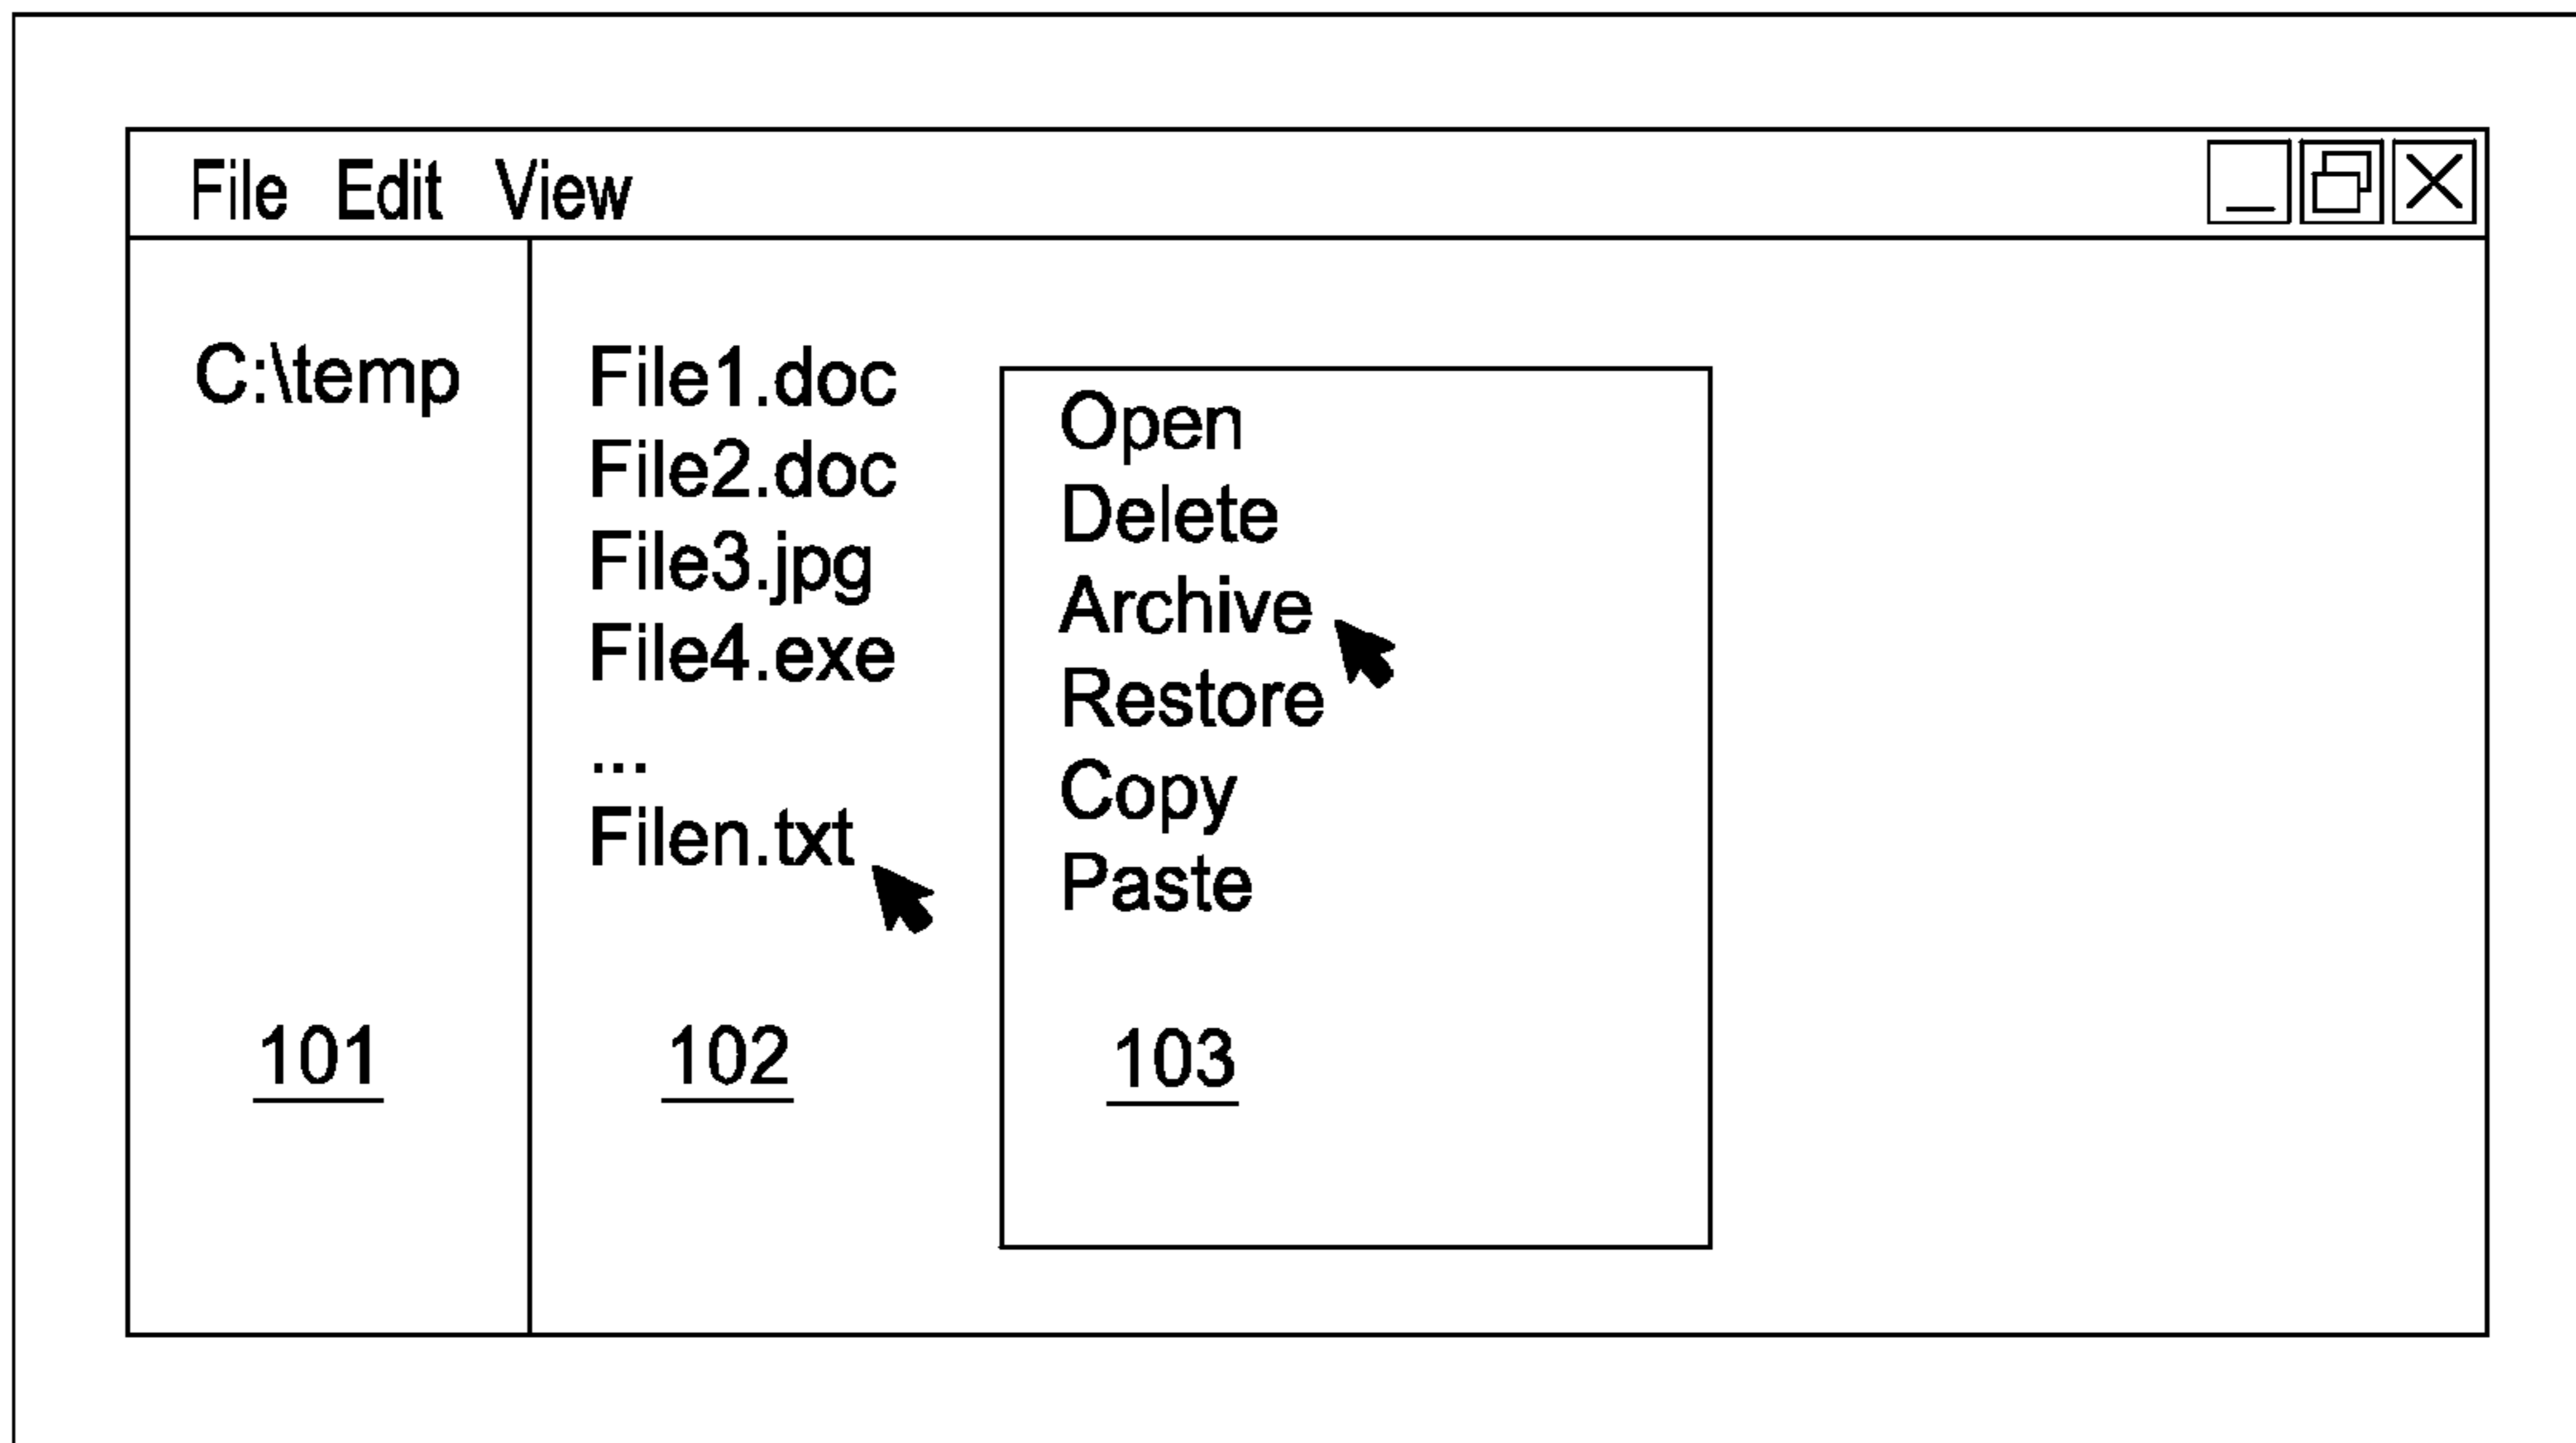 File Edit View
C:\temp
File1.doc
File2.doc
File3.jpg
File4.exe
...
Filen.txt
Open
Delete
Archive
Restore
Copy
Paste
101
102
103